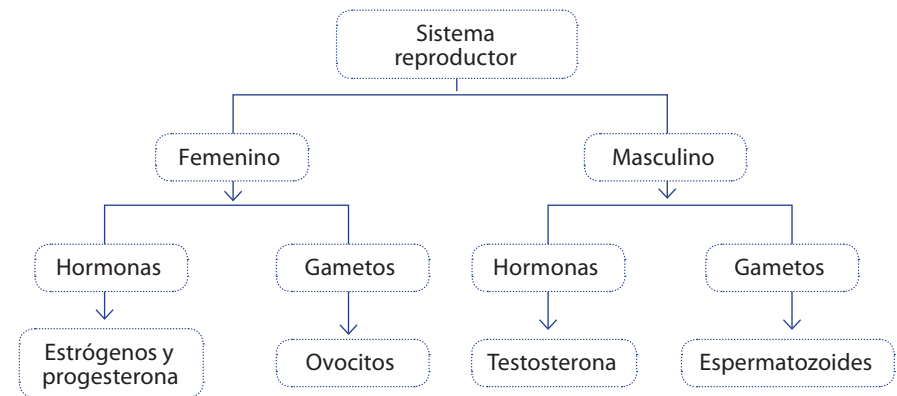 Sistema
reproductor
Femenino
Masculino
Hormonas
Gametos
Hormonas
Gametos
Estrógenos y
progesterona
Ovocitos
Testosterona
Espermatozoides